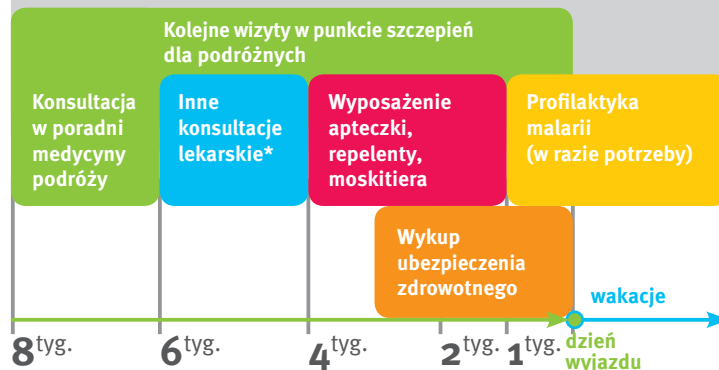 Kolejne wizyty w punkcie szczepień
dla podróżnych
Konsultacja
w poradni
medycyny
podróży
Inne
konsultacje
lekarskie*
Wyposażenie
apteczki,
repelenty,
moskitiera
Profilaktyka
malarii
(w razie potrzeby)
Wykup
ubezpieczenia
zdrowotnego
wakacje
8 tyg.
6 tyg.
4 tyg.
2 tyg.
1 tyg.
dzień
wyjazdu